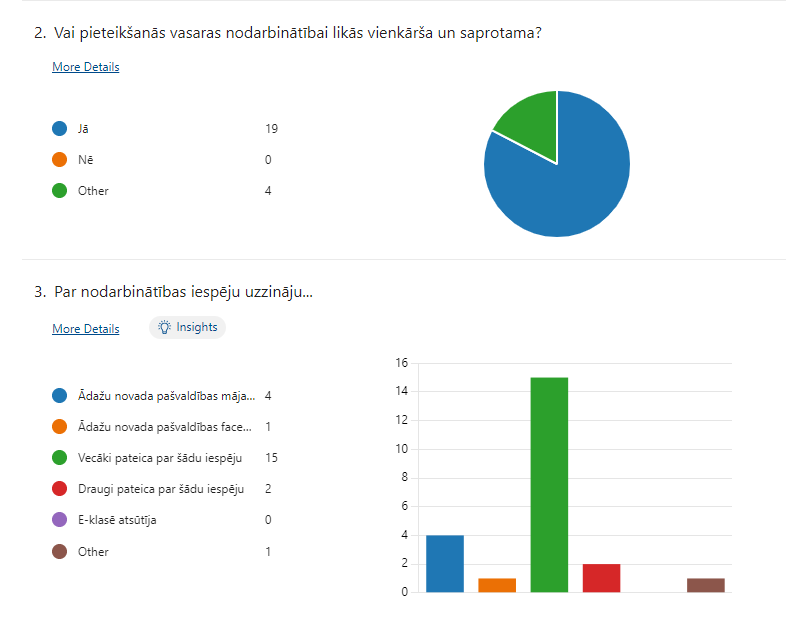 2. Vai pieteikšanās vasaras nodarbinātībai likās vienkārša un saprotama?
More Details
Jā 19
Nē 0
Other 4
3. Par nodarbinātības iespēju uzzināju...
More Details Insights
Ādažu novada pašvaldības māja... 4
Ādažu novada pašvaldības face... 1
Vecāki pateica par šādu iespēju 15
Draugi pateica par šādu iespēju 2
E-klasē atsūtīja 0
Other 1
16
14
12
10
8
6
4
2
0